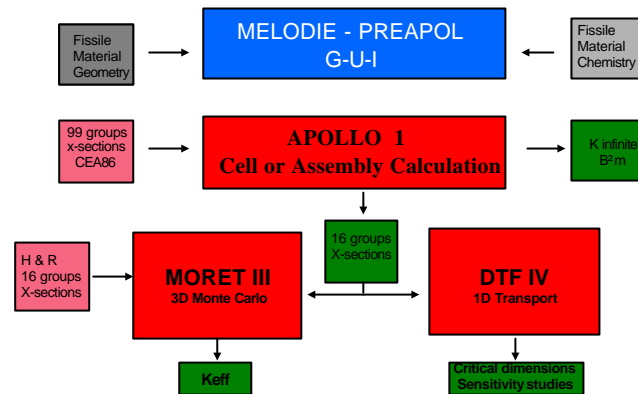 Fissile
Material
Geometry
MELODIE - PREAPOL
G-U-I
Fissile
Material
Chemistry
99 groups
x-sections
CEA86
APOLLO 1
Cell or Assembly Calculation
K infinite
B²m
16 groups
X-sections
H & R
16 groups
X-sections
MORET III
3D Monte Carlo
DTF IV
1D Transport
Keff
Critical dimensions
Sensitivity studies